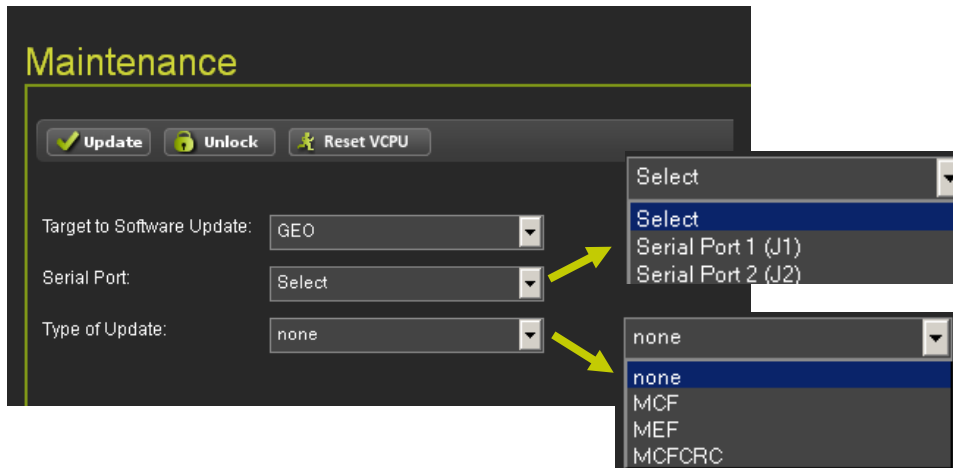 Maintenance
Update Unlock Reset VCPU
Target to Software Update: GEO
Serial Port: Select
Type of Update: none
Select
Select
Serial Port 1 (J1)
Serial Port 2 (J2)
none
none
MCF
MEF
MCFCRC